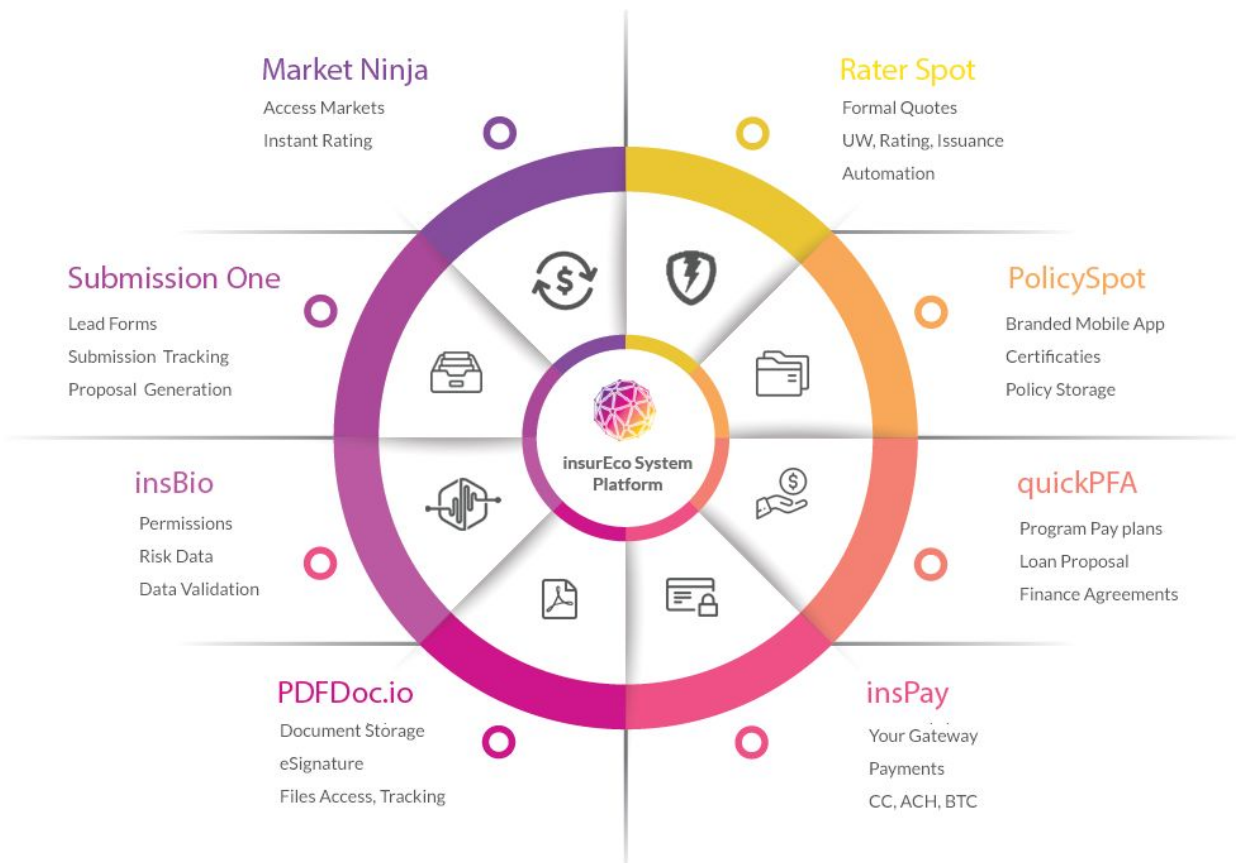 Market Ninja
Access Markets
Instant Rating
Rater Spot
Formal Quotes
UW, Rating, Issuance
Automation
Submission One
Lead Forms
Submission Tracking
Proposal Generation
PolicySpot
Branded Mobile App
Certificaties
Policy Storage
insurEco System
Platform
insBio
Permissions
Risk Data
Data Validation
quickPFA
Program Pay plans
Loan Proposal
Finance Agreements
PDFDoc.io
Document Storage
eSignature
Files Access, Tracking
insPay
Your Gateway
Payments
CC, ACH, BTC